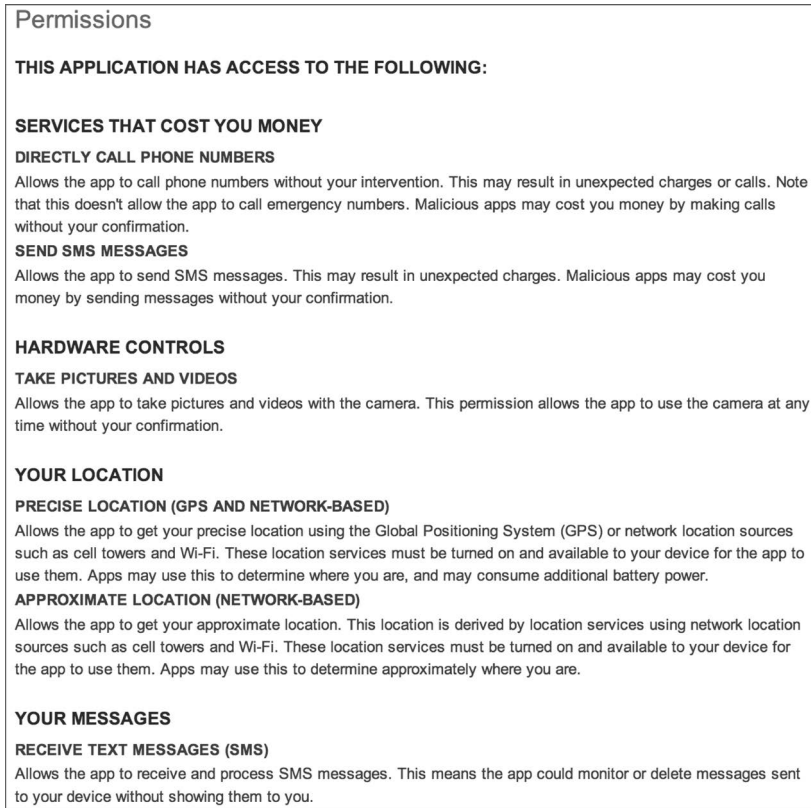 Permissions
THIS APPLICATION HAS ACCESS TO THE FOLLOWING:
SERVICES THAT COST YOU MONEY
DIRECTLY CALL PHONE NUMBERS
Allows the app to call phone numbers without your intervention. This may result in unexpected charges or calls. Note
that this doesn't allow the app to call emergency numbers. Malicious apps may cost you money by making calls
without your confirmation.
SEND SMS MESSAGES
Allows the app to send SMS messages. This may result in unexpected charges. Malicious apps may cost you
money by sending messages without your confirmation.
HARDWARE CONTROLS
TAKE PICTURES AND VIDEOS
Allows the app to take pictures and videos with the camera. This permission allows the app to use the camera at any
time without your confirmation.
YOUR LOCATION
PRECISE LOCATION (GPS AND NETWORK-BASED)
Allows the app to get your precise location using the Global Positioning System (GPS) or network location sources
such as cell towers and Wi-Fi. These location services must be turned on and available to your device for the app to
use them. Apps may use this to determine where you are, and may consume additional battery power.
APPROXIMATE LOCATION (NETWORK-BASED)
Allows the app to get your approximate location. This location is derived by location services using network location
sources such as cell towers and Wi-Fi. These location services must be turned on and available to your device for
the app to use them. Apps may use this to determine approximately where you are.
YOUR MESSAGES
RECEIVE TEXT MESSAGES (SMS)
Allows the app to receive and process SMS messages. This means the app could monitor or delete messages sent
to your device without showing them to you.